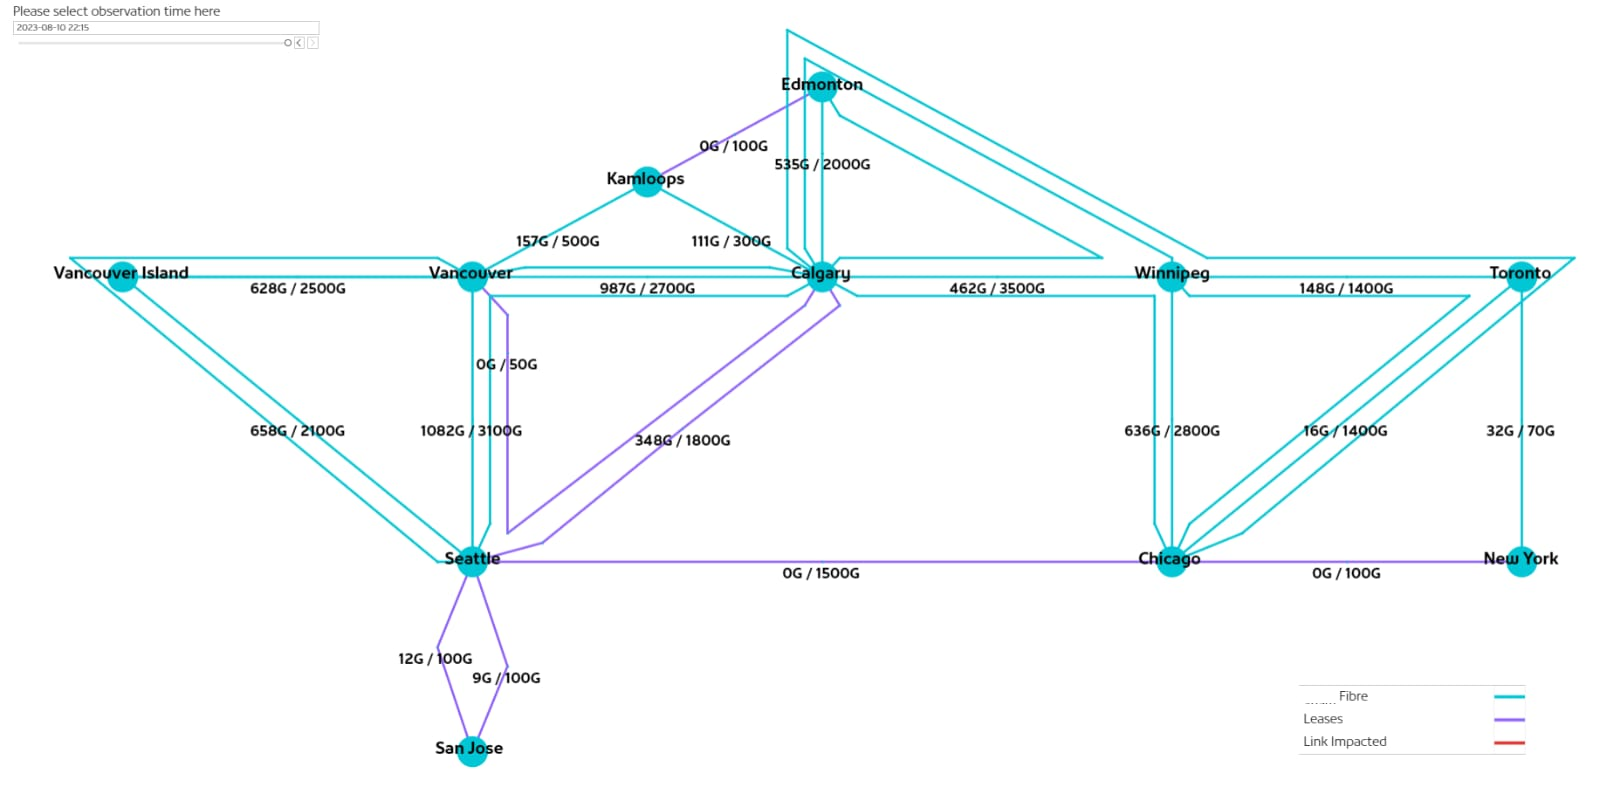 Please select observation time here
2023-08-10 22:15
Edmonton
0G / 100G
535G / 2000G
Kamloops
157G / 500G
111G / 300G
Vancouver Island
Vancouver
Calgary
Winnipeg
Toronto
628G / 2500G
987G / 2700G
462G / 3500G
148G / 1400G
0G / 50G
658G / 2100G
1082G / 3100G
348G / 1800G
636G / 2800G
16G / 1400G
32G / 70G
Seattle
Chicago
New York
0G / 1500G
0G / 100G
12G / 100G
9G / 100G
San Jose
Fibre
Leases
Link Impacted